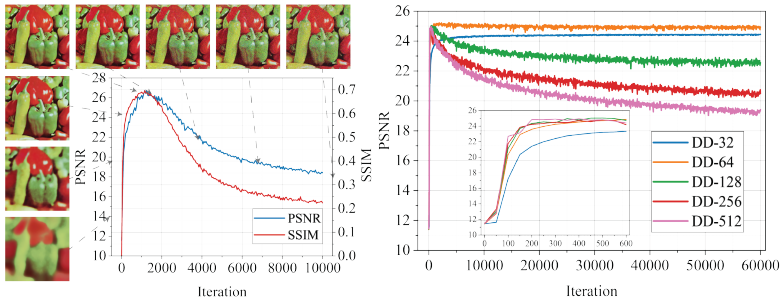 28
26
24
22
20
18
16
14
12
10
PSNR
0.7
0.6
0.5
0.4
0.3
0.2
0.1
0.0
SSIM
PSNR
SSIM
0 2000 4000 6000 8000 10000
Iteration
26
24
22
20
18
16
14
12
10
PSNR
26
24
22
20
18
16
14
12
10
0 100 200 300 400 500 600
DD-32
DD-64
DD-128
DD-256
DD-512
0 10000 20000 30000 40000 50000 60000
Iteration